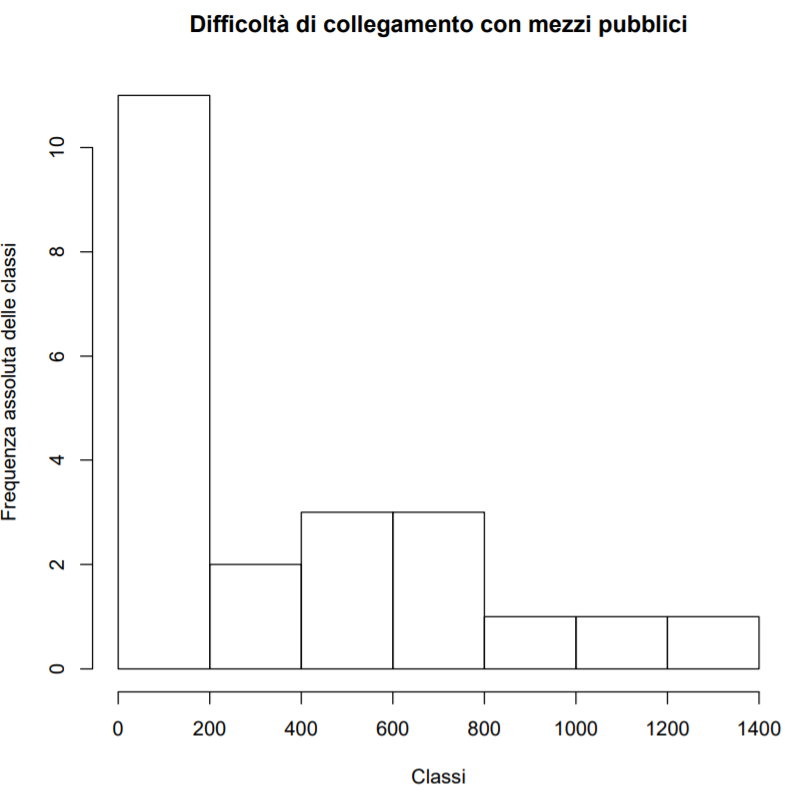 Difficoltà di collegamento con mezzi pubblici
Frequenza assoluta delle classi
10
8
6
4
2
0
0 200 400 600 800 1000 1200 1400
Classi